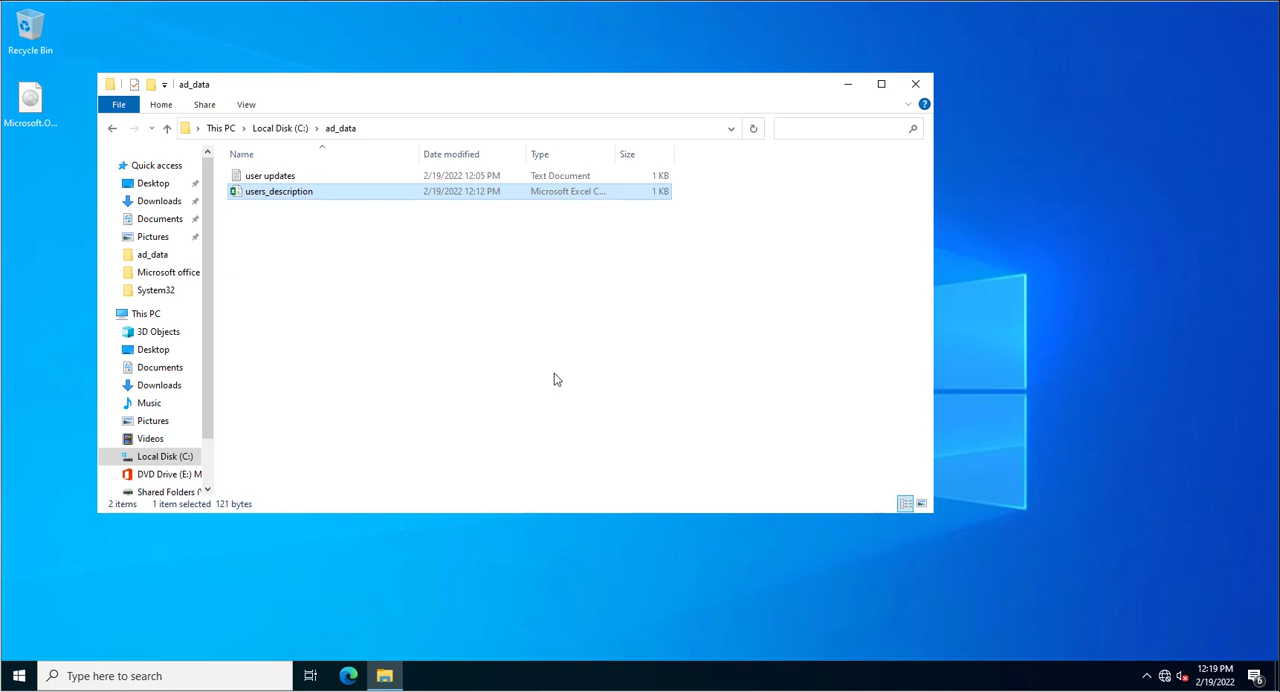 Recycle Bin
Microsoft.O...
ad_data
File Home Share View
This PC Local Disk (C:) ad_data
Name Date modified Type Size
user updates 2/19/2022 12:05 PM Text Document 1 KB
users_description 2/19/2022 12:12 PM Microsoft Excel C... 1 KB
Quick access
Desktop
Downloads
Documents
Pictures
ad_data
Microsoft office
System32
This PC
3D Objects
Desktop
Documents
Downloads
Music
Pictures
Videos
Local Disk (C:)
DVD Drive (E:) M
Shared Folders (
2 items 1 item selected 121 bytes
Type here to search
12:19 PM
2/19/2022
6